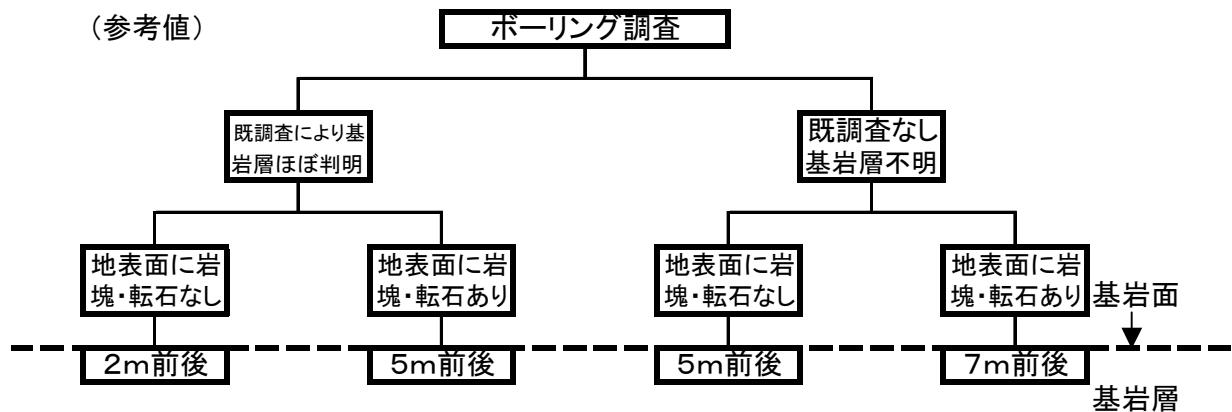 （参考値）
ボーリング調査
既調査により基
岩層ほぼ判明
既調査なし
基岩層不明
地表面に岩
塊・転石なし
地表面に岩
塊・転石あり
地表面に岩
塊・転石なし
地表面に岩
塊・転石あり
基岩面
２ｍ前後
５ｍ前後
５ｍ前後
７ｍ前後
基岩層